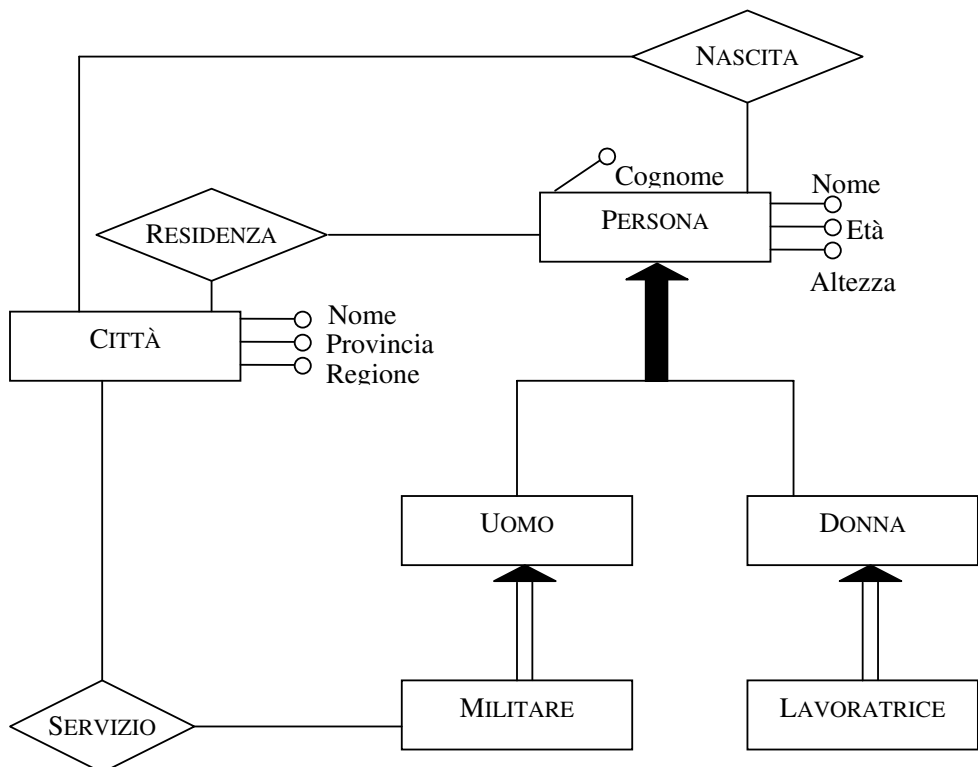 NASCITA
Cognome
Nome
PERSONA
Età
Altezza
RESIDENZA
CITTÀ
Nome
Provincia
Regione
UOMO
DONNA
MILITARE
LAVORATRICE
SERVIZIO